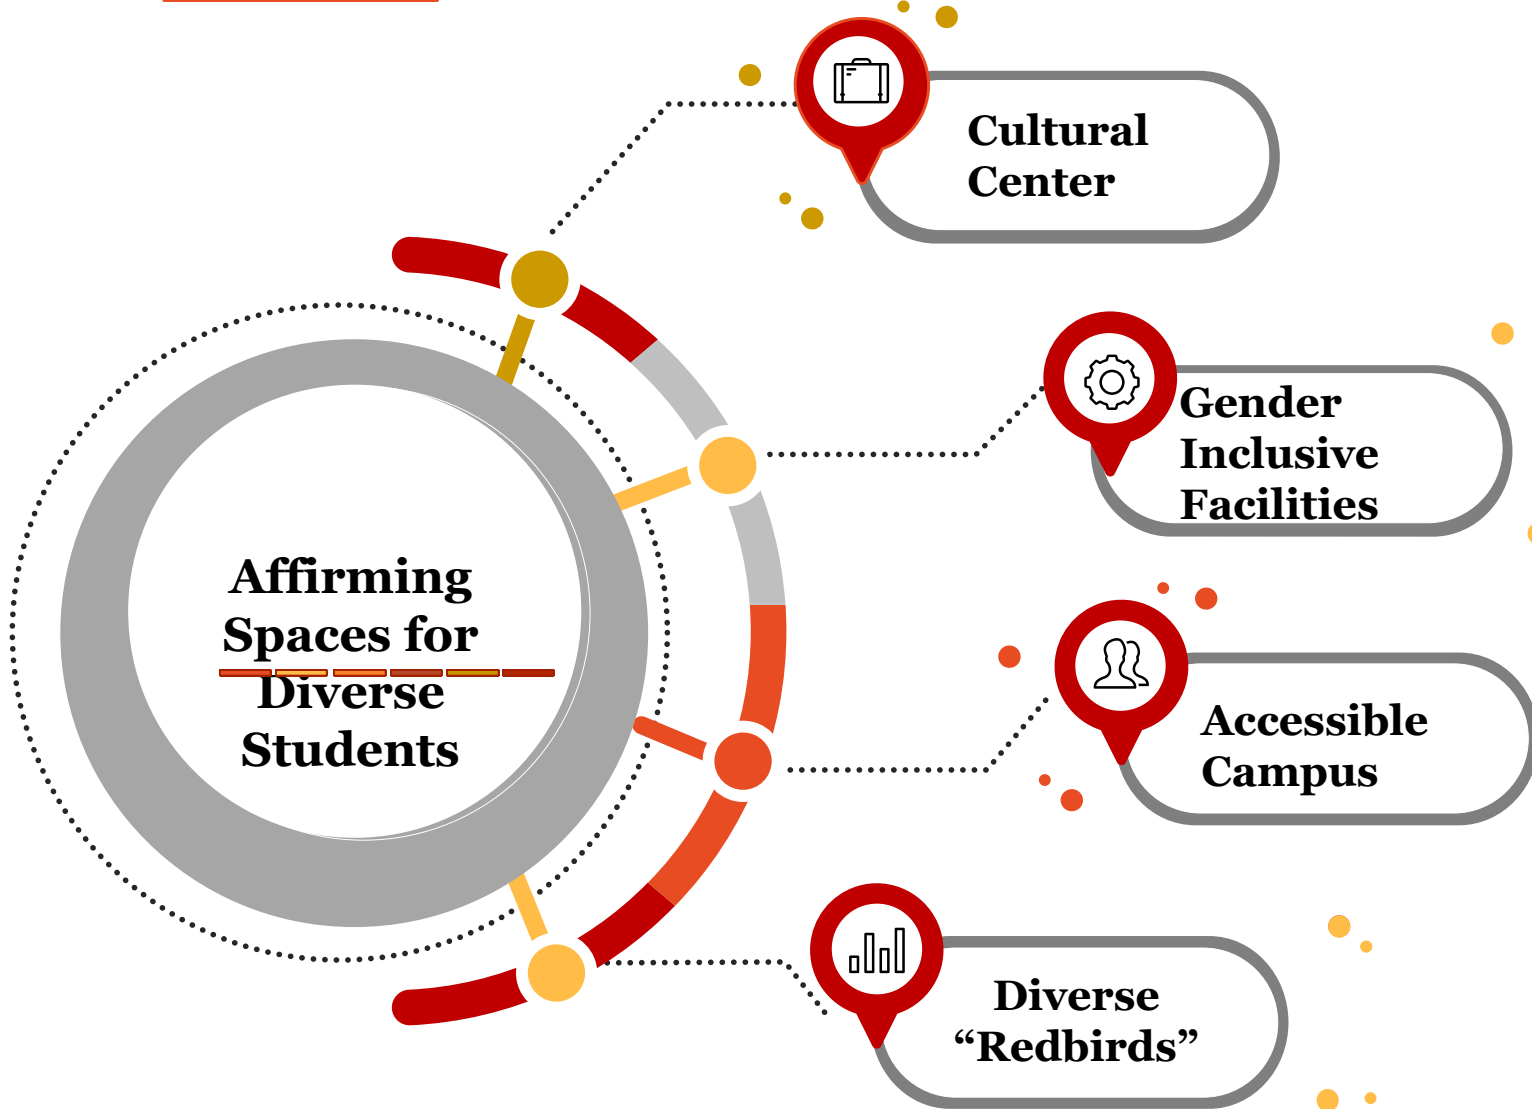 Cultural
Center
Gender
Inclusive
Facilities
Affirming
Spaces for
Diverse
Students
Accessible
Campus
Diverse
“Redbirds”